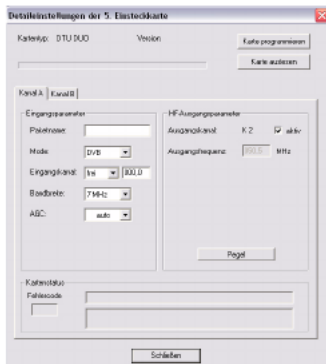 Detaileinstellungen der 5. Einsteckkarte
Kartentyp: DTU DUO Version
Karte programmieren
Karte auslesen
Kanal A Kanal B
Eingangsparameter
Paketname:
Mode: DVB
Eingangskanal: frei 000,0
Bandbreite: 7 MHz
AGC: auto
HF-Ausgangsparameter
Ausgangskanal: K 2 aktiv
Ausgangsfrequenz: MHz
Pegel
Kartenstatus
Fehlercode
Schließen